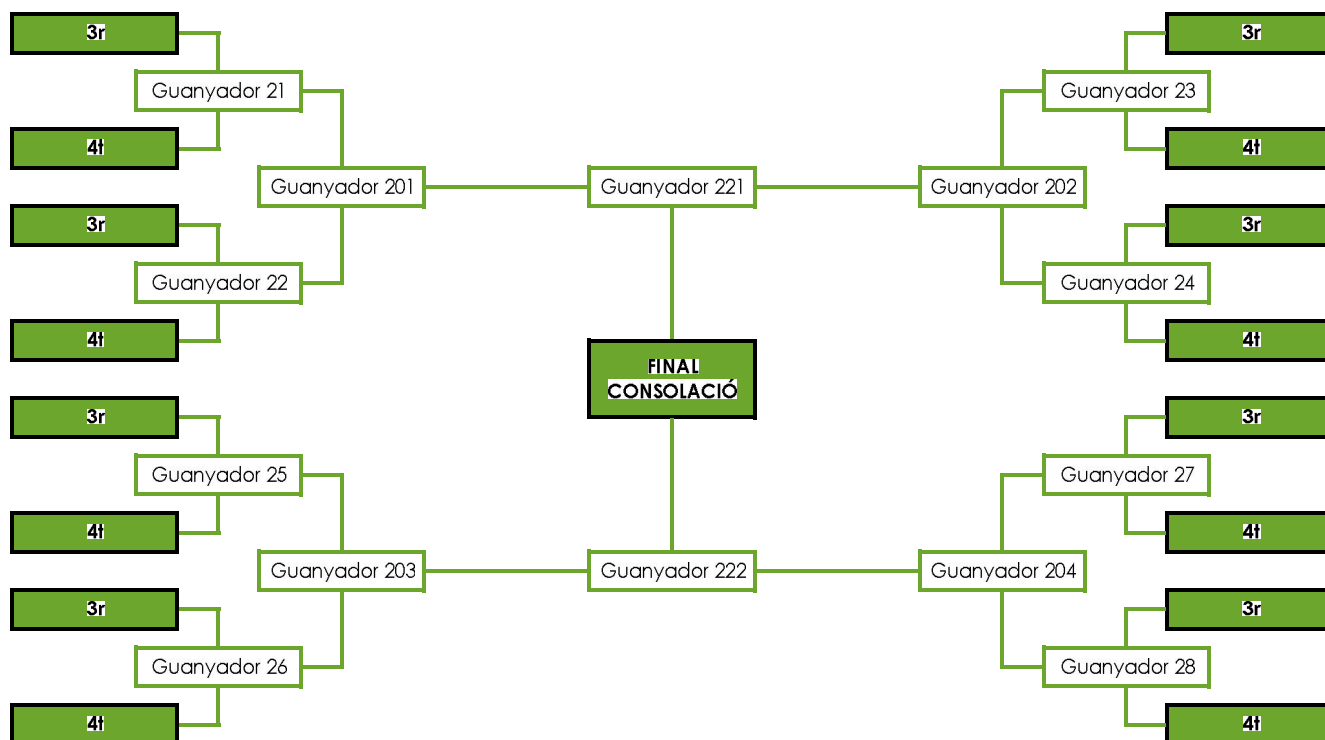 3r
3r
Guanyador 21
Guanyador 23
4t
4t
Guanyador 201
Guanyador 221
Guanyador 202
3r
3r
Guanyador 22
Guanyador 24
4t
4t
FINAL
CONSOLACIÓ
3r
3r
Guanyador 25
Guanyador 27
4t
4t
Guanyador 203
Guanyador 222
Guanyador 204
3r
3r
Guanyador 26
Guanyador 28
4t
4t